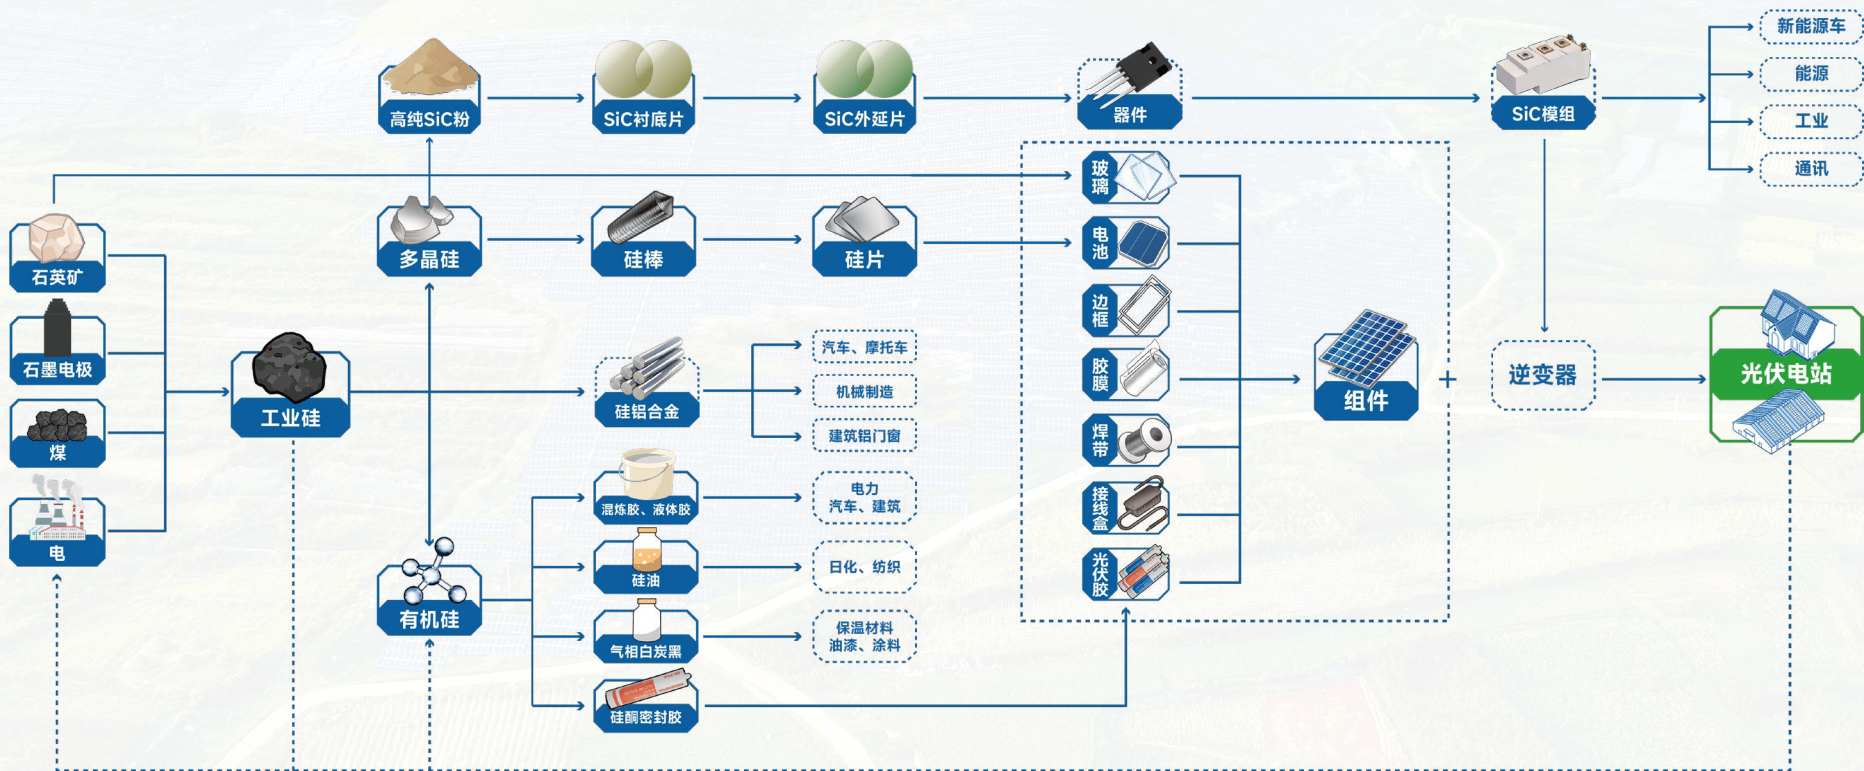 新能源车
能源
工业
通讯
高纯SiC粉
SiC衬底片
SiC外延片
器件
SiC模组
石英矿
石墨电极
煤
电
工业硅
多晶硅
硅棒
硅片
硅铝合金
汽车、摩托车
机械制造
建筑铝门窗
有机硅
混炼胶、液体胶
电力
汽车、建筑
硅油
日化、纺织
气相白炭黑
保温材料
油漆、涂料
硅酮密封胶
玻璃
电池
边框
胶膜
焊带
接线盒
光伏胶
组件
+
逆变器
光伏电站